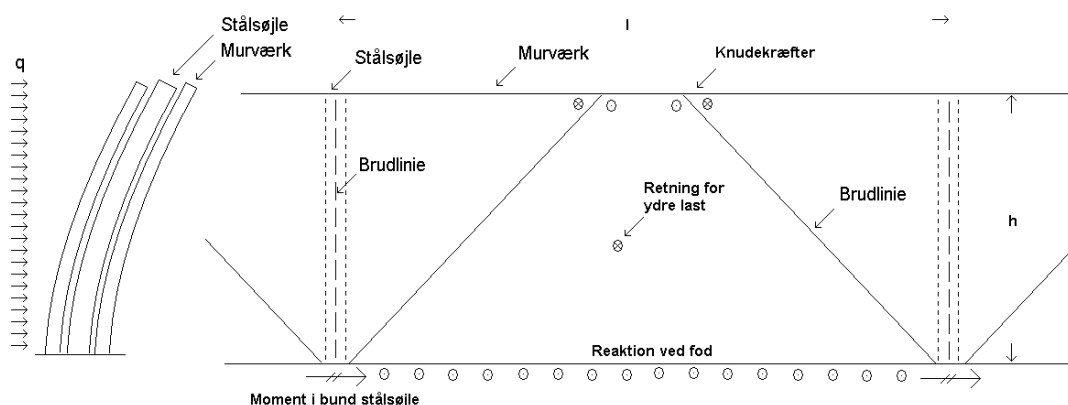 Stålsøjle
Murværk
q
Stålsøjle
Murværk
l
Knudekræfter
Brudlinie
Retning for
ydre last
Brudlinie
h
Reaktion ved fod
Moment i bund stålsøjle